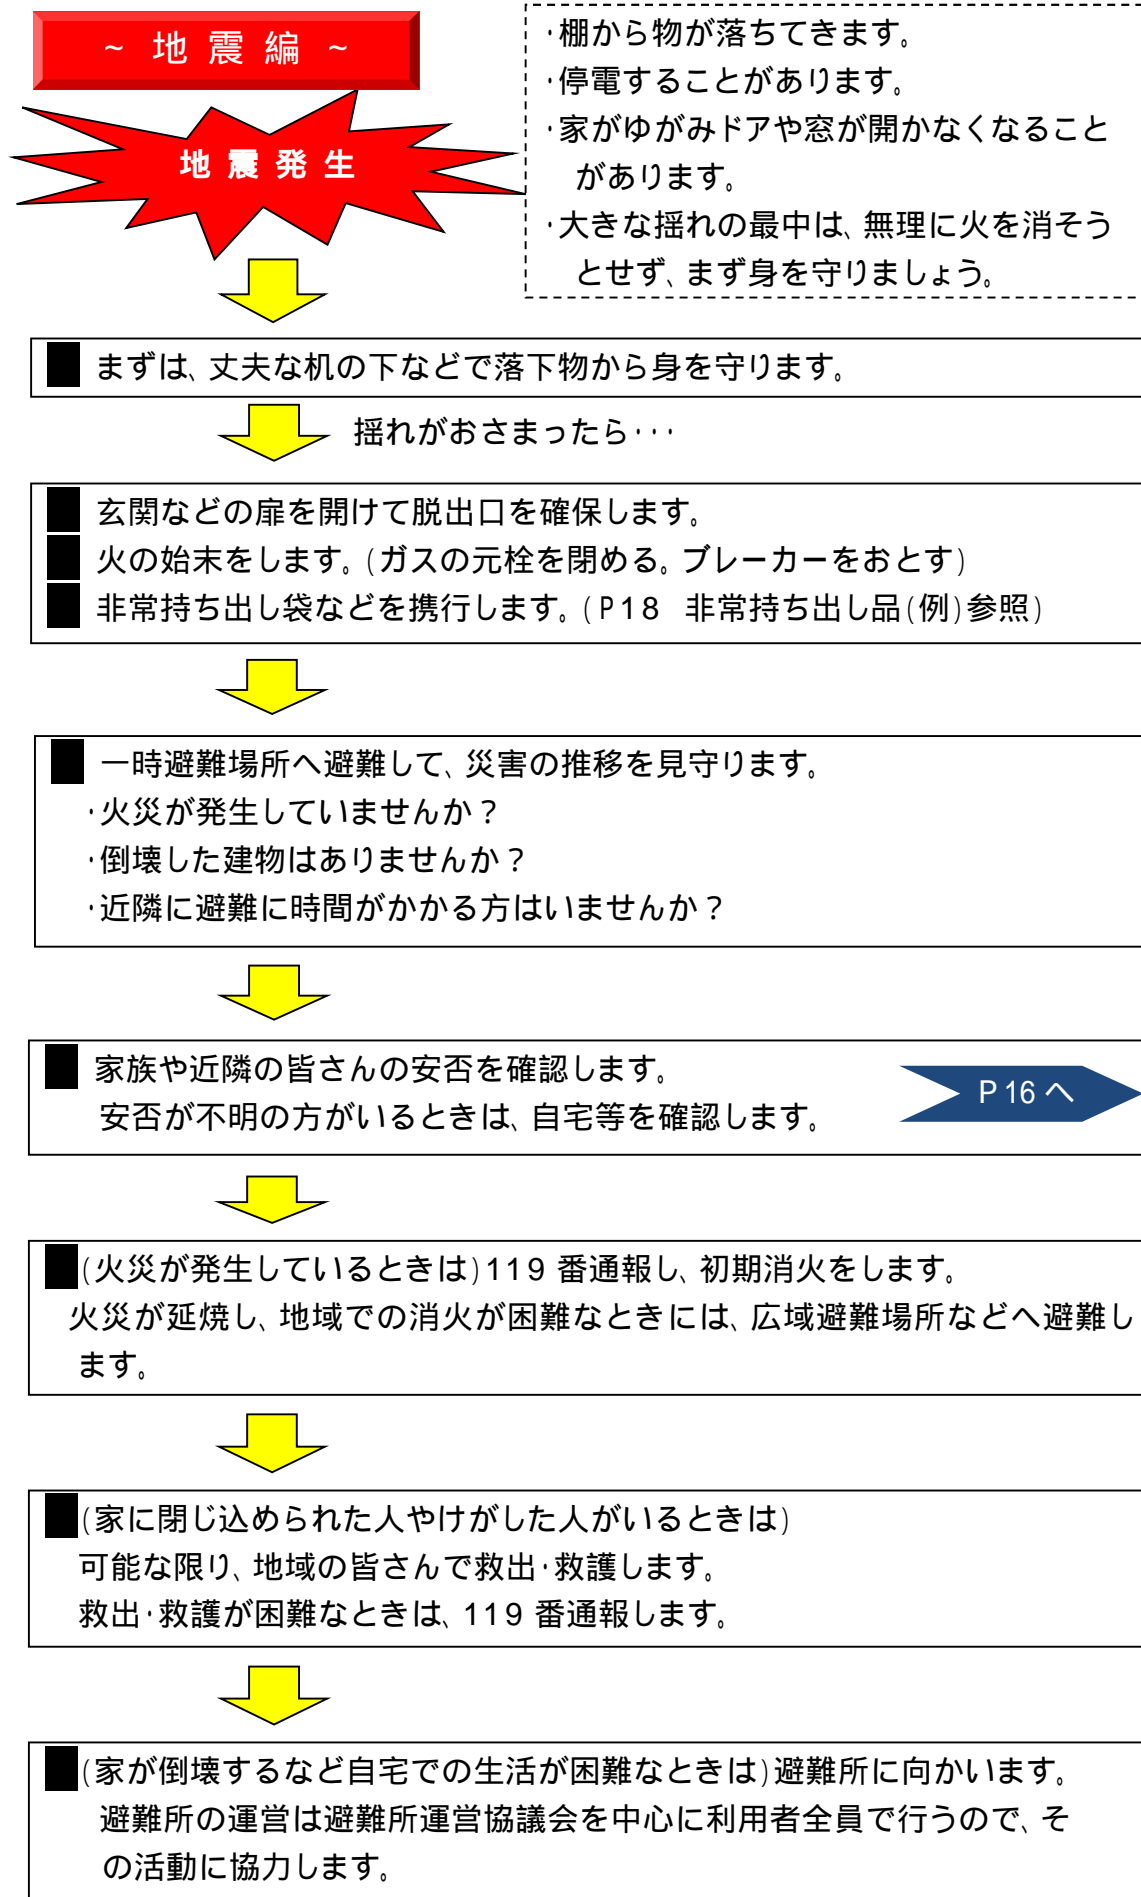 ~ 地 震 編 ~
地 震 発 生
・棚から物が落ちてきます。
・停電することがあります。
・家がゆがみドアや窓が開かなくなること
があります。
・大きな揺れの最中は、無理に火を消そう
とせず、まず身を守りましょう。
まずは、丈夫な机の下などで落下物から身を守ります。
揺れがおさまったら・・・
玄関などの扉を開けて脱出口を確保します。
火の始末をします。(ガスの元栓を閉める。ブレーカーをおとす)
非常持ち出し袋などを携行します。(P18 非常持ち出し品(例)参照)
一時避難場所へ避難して、災害の推移を見守ります。
・火災が発生していませんか?
・倒壊した建物はありませんか?
・近隣に避難に時間がかかる方はいませんか?
家族や近隣の皆さんの安否を確認します。
安否が不明の方がいるときは、自宅等を確認します。
P16へ
(火災が発生しているときは)119番通報し、初期消火をします。
火災が延焼し、地域での消火が困難なときには、広域避難場所などへ避難し
ます。
(家に閉じ込められた人やけがした人がいるときは)
可能な限り、地域の皆さんで救出・救護します。
救出・救護が困難なときは、119番通報します。
(家が倒壊するなど自宅での生活が困難なときは)避難所に向かいます。
避難所の運営は避難所運営協議会を中心に利用者全員で行うので、そ
の活動に協力します。